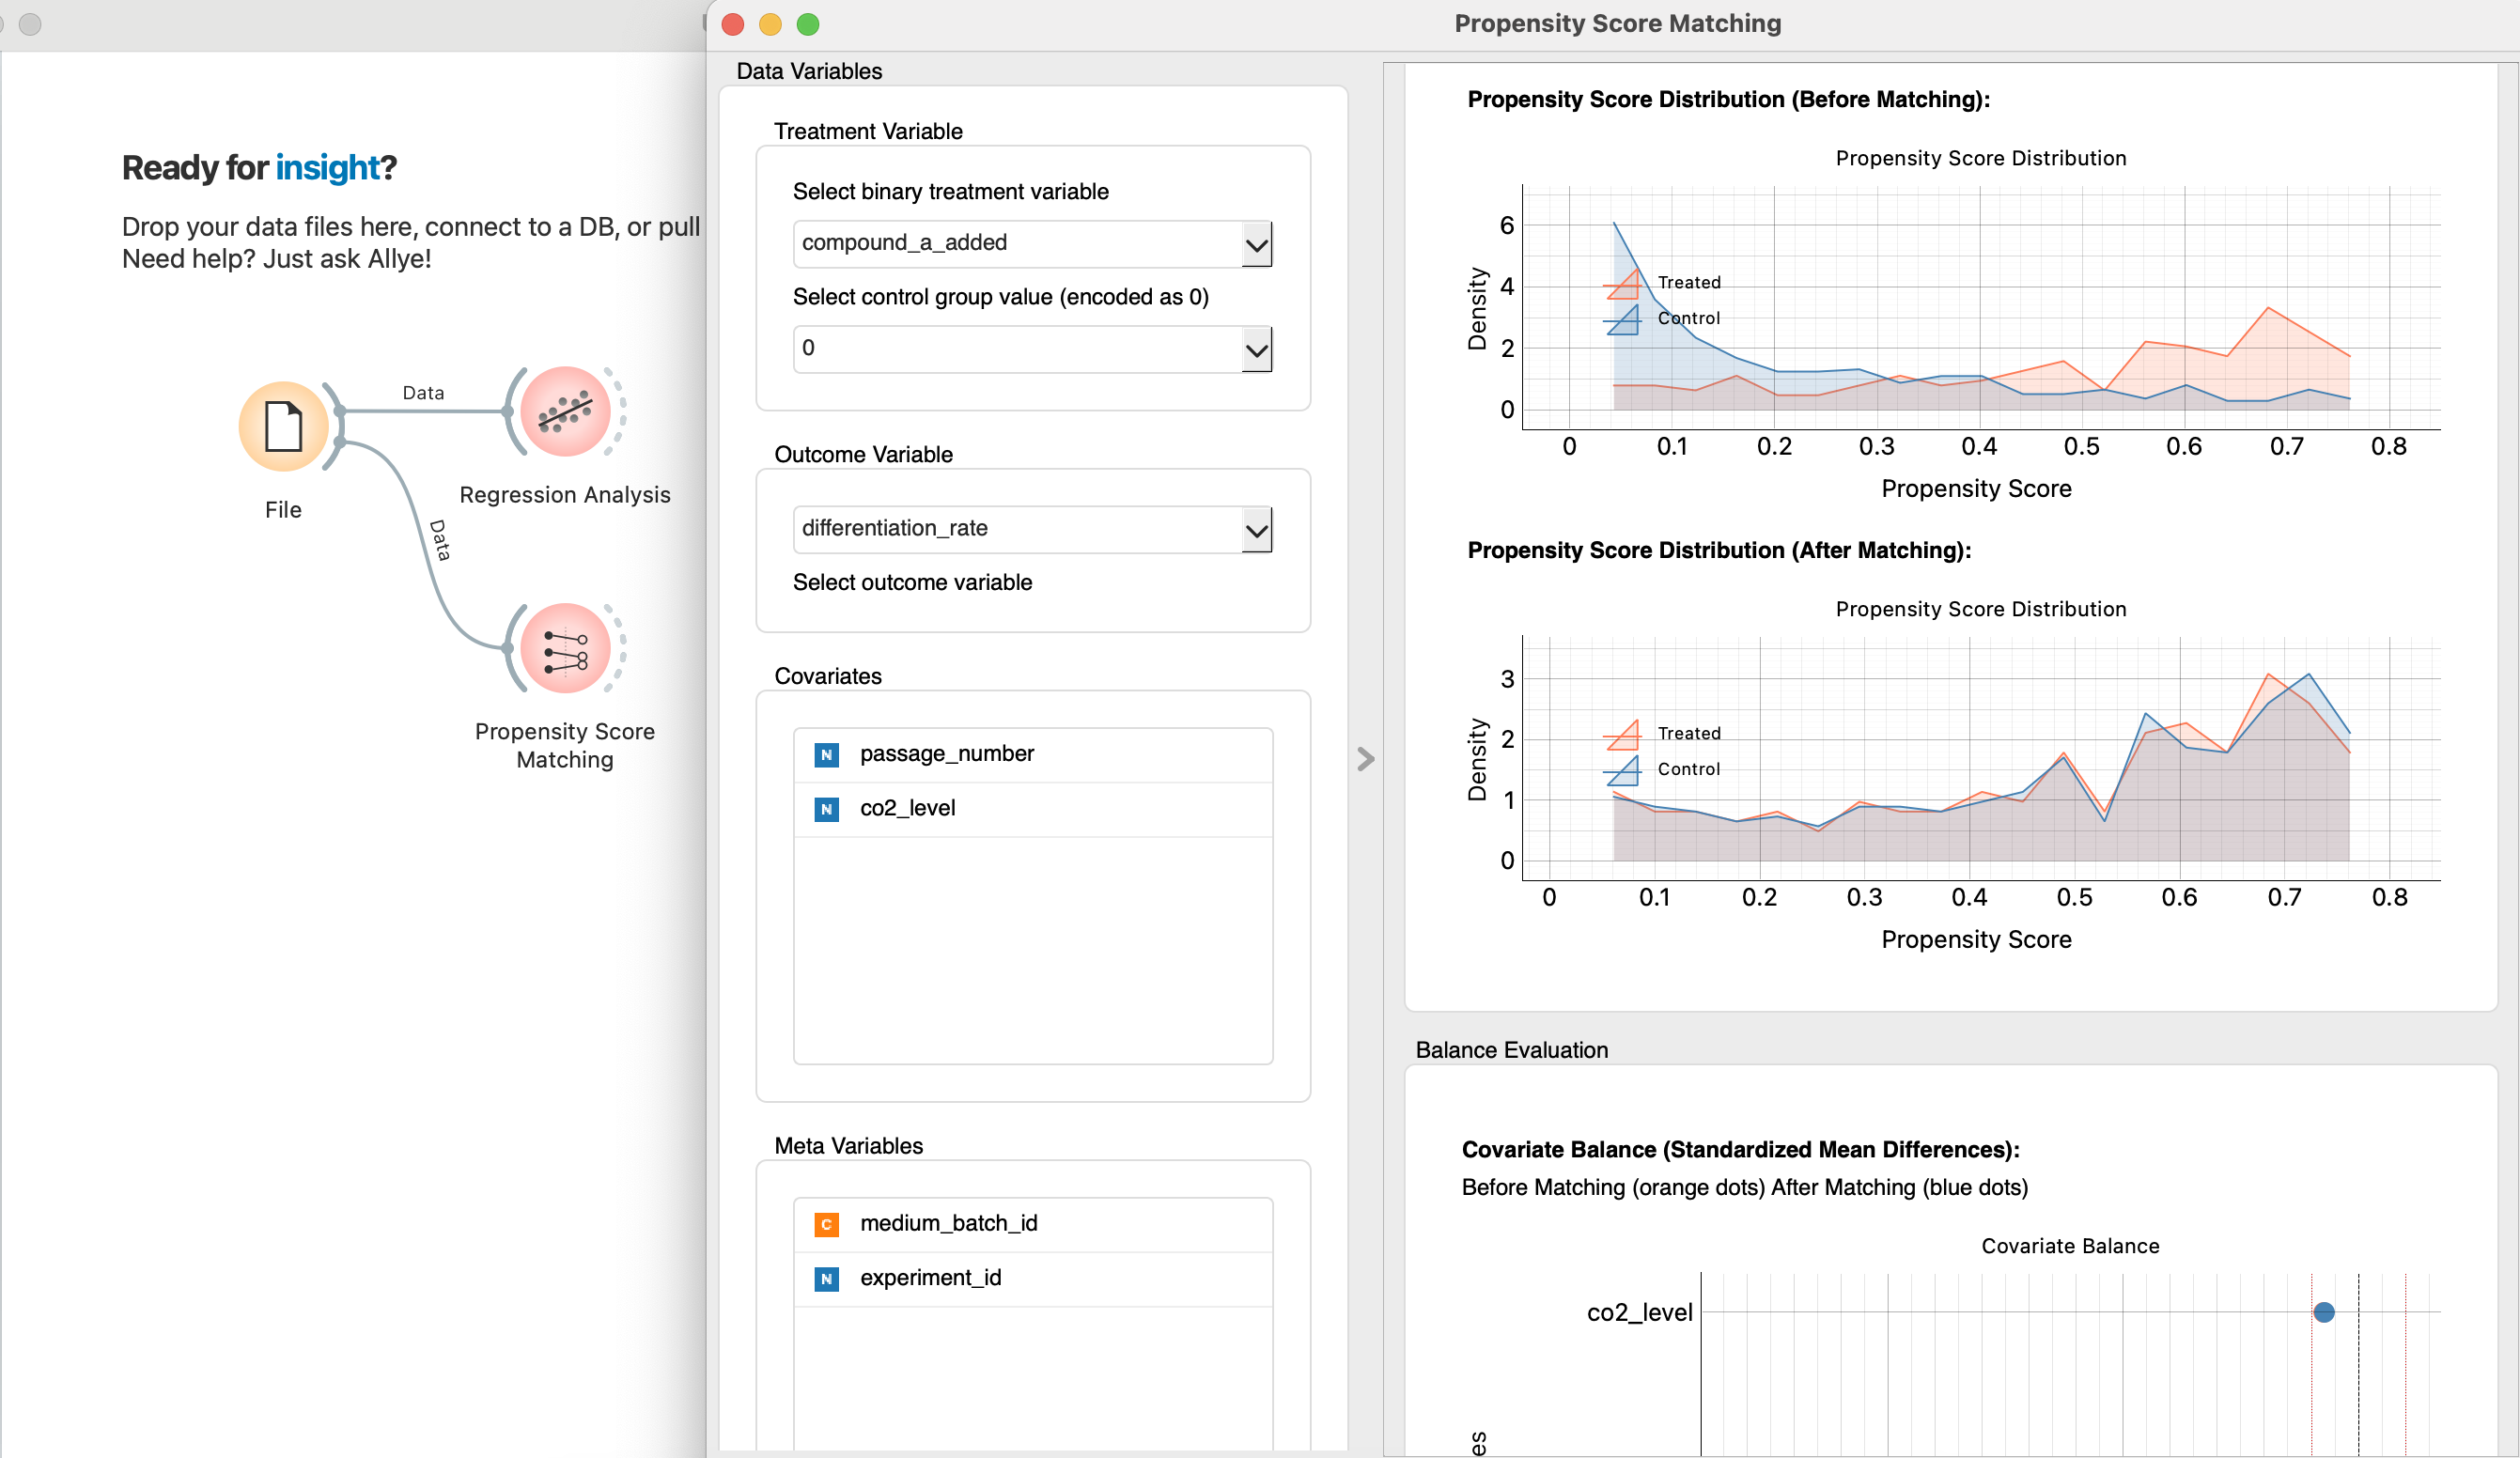 Propensity Score Matching
Ready for insight?
Drop your data files here, connect to a DB, or pull
Need help? Just ask Allye!
File
Data
Data
Regression Analysis
Propensity Score
Matching
Data Variables
Treatment Variable
Select binary treatment variable
compound_a_added
Select control group value (encoded as 0)
0
Outcome Variable
differentiation_rate
Select outcome variable
Covariates
N passage_number
N co2_level
Meta Variables
C medium_batch_id
N experiment_id
Propensity Score Distribution (Before Matching):
Propensity Score Distribution
Density
6
4
2
0
Treated
Control
0 0.1 0.2 0.3 0.4 0.5 0.6 0.7 0.8
Propensity Score
Propensity Score Distribution (After Matching):
Propensity Score Distribution
Density
3
2
1
0
Treated
Control
0 0.1 0.2 0.3 0.4 0.5 0.6 0.7 0.8
Propensity Score
Balance Evaluation
Covariate Balance (Standardized Mean Differences):
Before Matching (orange dots) After Matching (blue dots)
Covariate Balance
co2_level
es